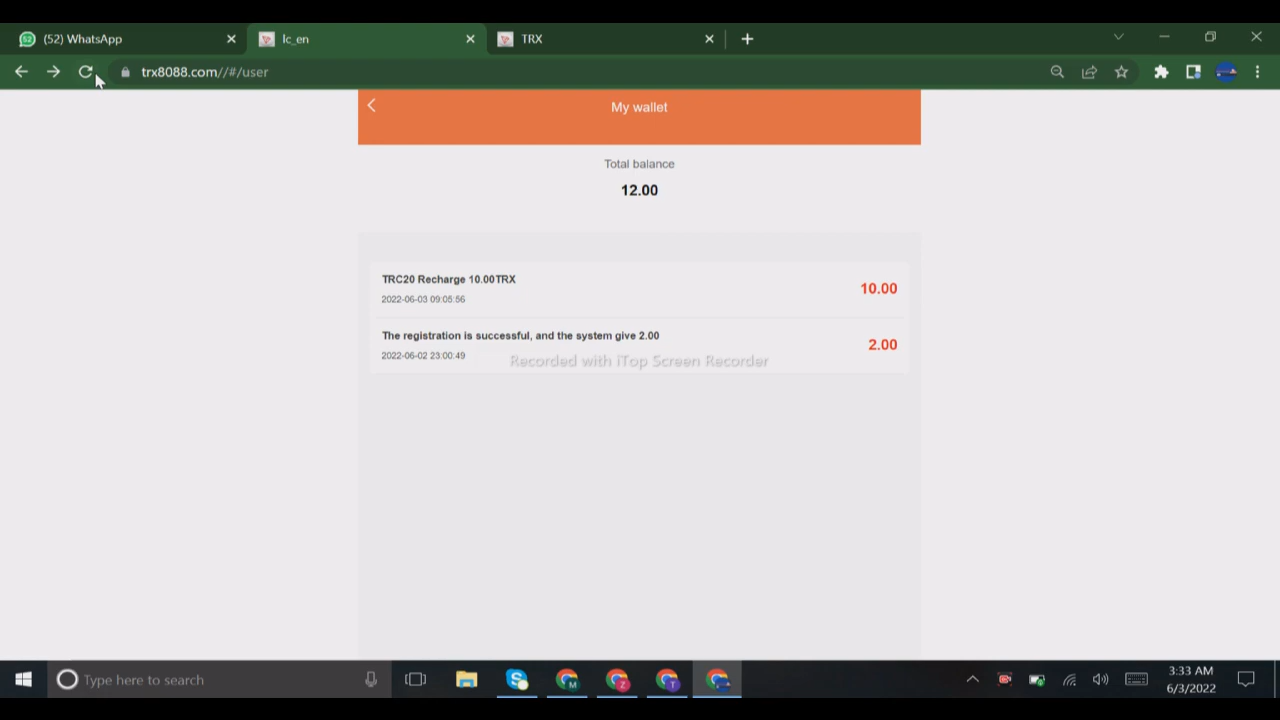 52
(52) WhatsApp
lc_en
TRX
trx8088.com//#/user
My wallet
Total balance
12.00
TRC20 Recharge 10.00TRX
10.00
2022-06-03 09:05:56
The registration is successful, and the system give 2.00
2.00
2022-06-02 23:00:49
Recorded with iTop Screen Recorder
Type here to search
M
Z
T
3:33 AM
6/3/2022